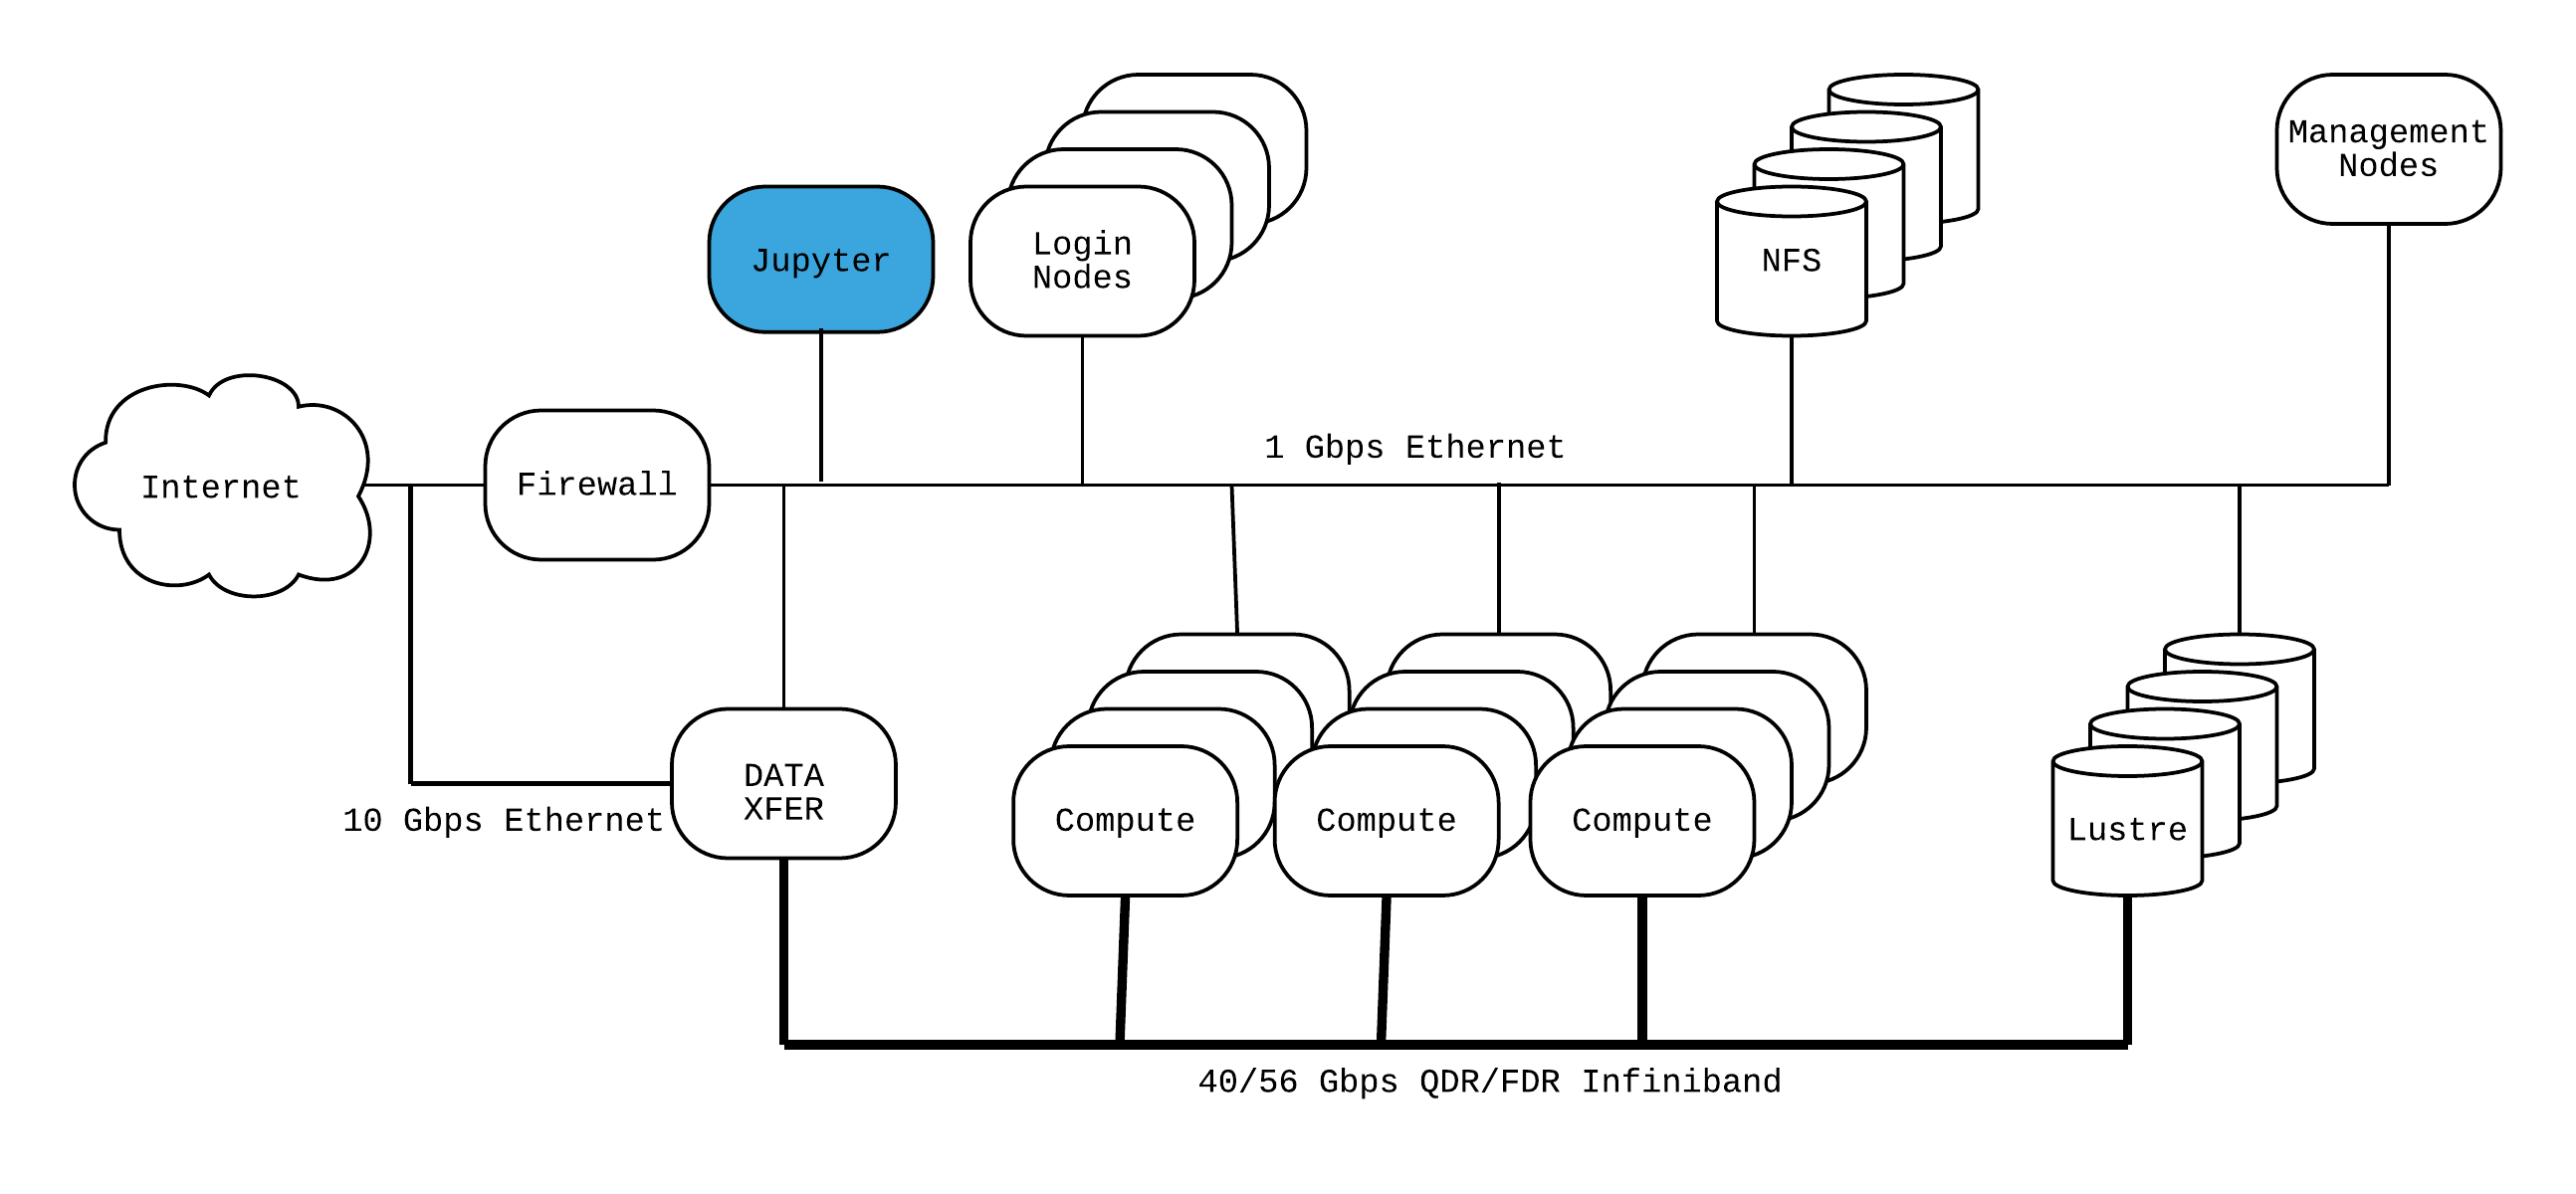 Management
Nodes
Jupyter
Login
Nodes
NFS
1 Gbps Ethernet
Internet
Firewall
DATA
XFER
10 Gbps Ethernet
Compute
Compute
Compute
Lustre
40/56 Gbps QDR/FDR Infiniband